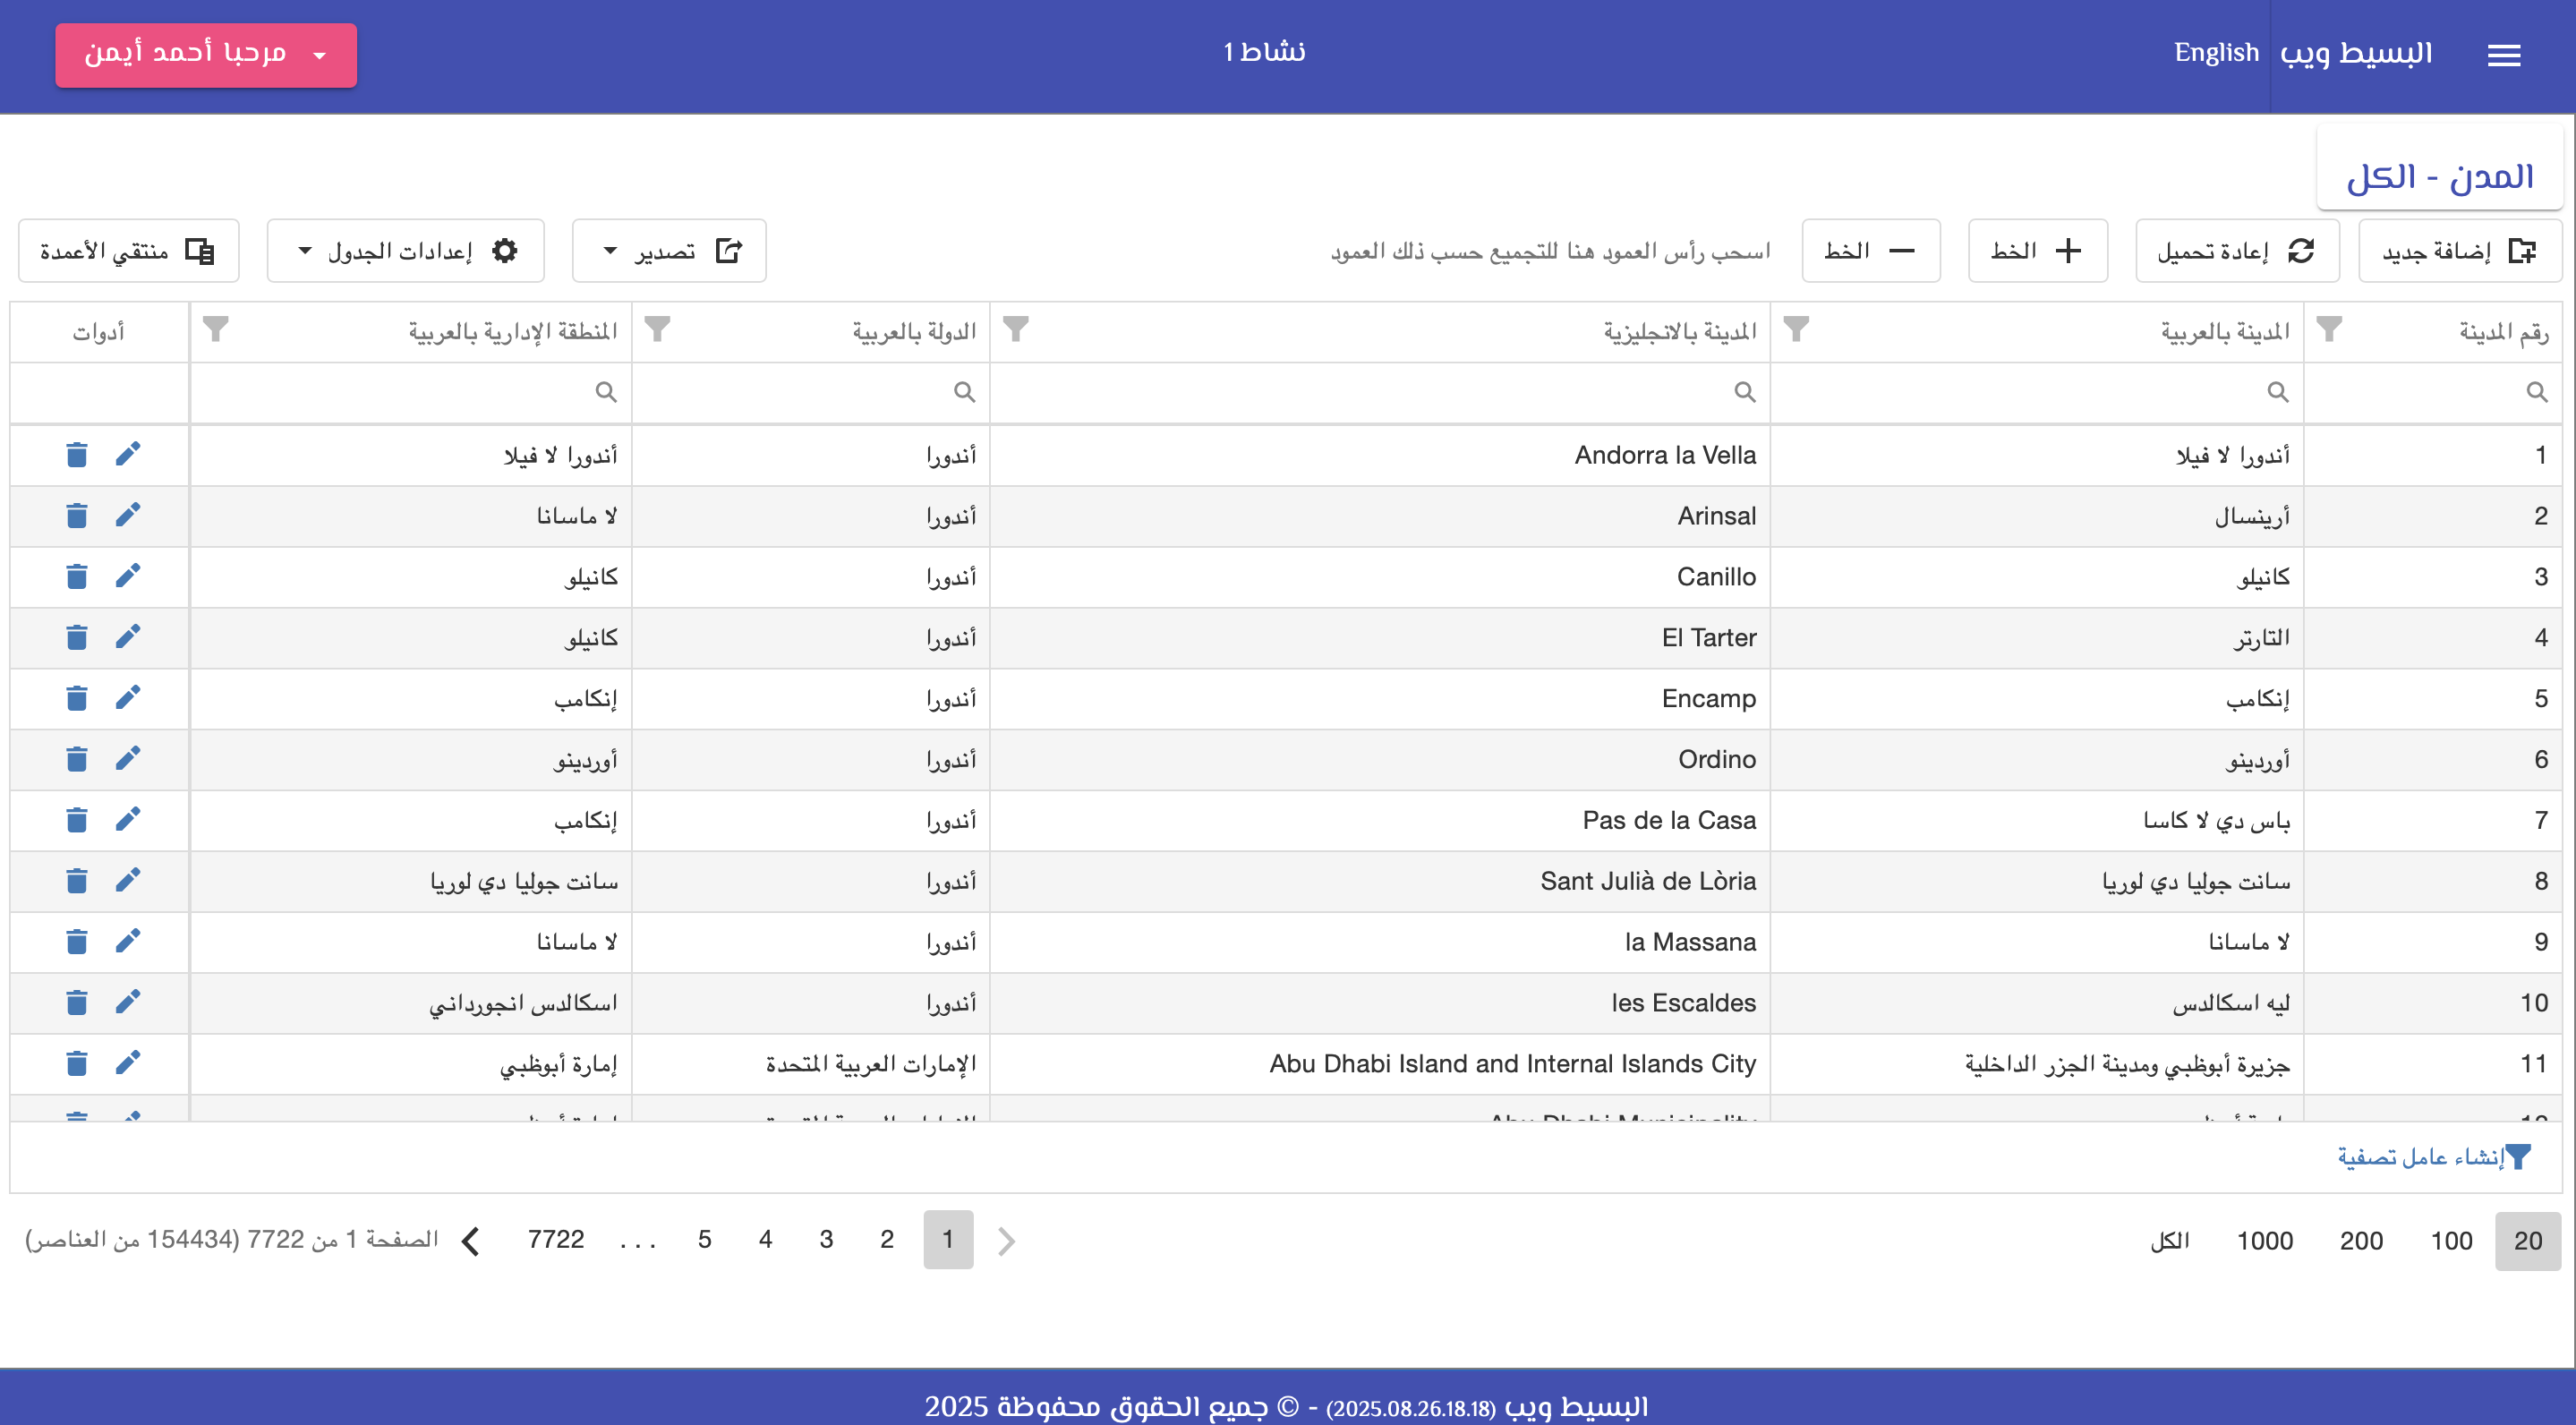 البسيط ويب English
نشاط 1
مرحبا أحمد أيمن
المدن - الكل
إضافة جديد إعادة تحميل الخط الخط اسحب رأس العمود هنا للتجميع حسب ذلك العمود تصدير إعدادات الجدول منتقي الأعمدة
رقم المدينة المدينة بالعربية المدينة بالانجليزية الدولة بالعربية المنطقة الإدارية بالعربية أدوات
1 أندورا لا فيلا Andorra la Vella أندورا أندورا لا فيلا
2 أرينسال Arinsal أندورا لا ماسانا
3 كانيلو Canillo أندورا كانيلو
4 التارتر El Tarter أندورا كانيلو
5 إنكامب Encamp أندورا إنكامب
6 أوردينو Ordino أندورا أوردينو
7 باس دي لا كاسا Pas de la Casa أندورا إنكامب
8 سانت جوليا دي لوريا Sant Julià de Lòria أندورا سانت جوليا دي لوريا
9 لا ماسانا la Massana أندورا لا ماسانا
10 ليه اسكالدس les Escaldes أندورا اسكالدس انجورداني
11 جزيرة أبوظبي ومدينة الجزر الداخلية Abu Dhabi Island and Internal Islands City الإمارات العربية المتحدة إمارة أبوظبي
إنشاء عامل تصفية
20 100 200 1000 الكل
1 2 3 4 5 . . . 7722 الصفحة 1 من 7722 (154434 من العناصر)
البسيط ويب (2025.08.26.18.18) - © جميع الحقوق محفوظة 2025